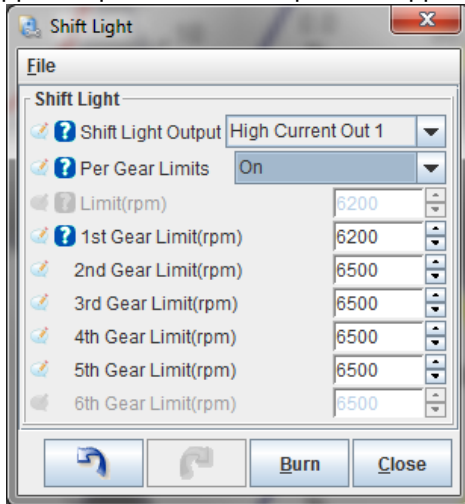 Shift Light
File
Shift Light
Shift Light Output High Current Out 1
Per Gear Limits On
Limit(rpm) 6200
1st Gear Limit(rpm) 6200
2nd Gear Limit(rpm) 6500
3rd Gear Limit(rpm) 6500
4th Gear Limit(rpm) 6500
5th Gear Limit(rpm) 6500
6th Gear Limit(rpm) 6500
Burn Close